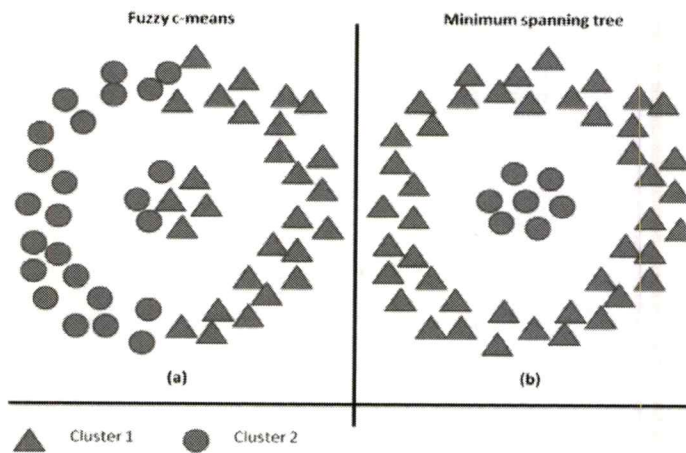 Fuzzy c-means
Minimum spanning tree
(a)
(b)
Cluster 1
Cluster 2